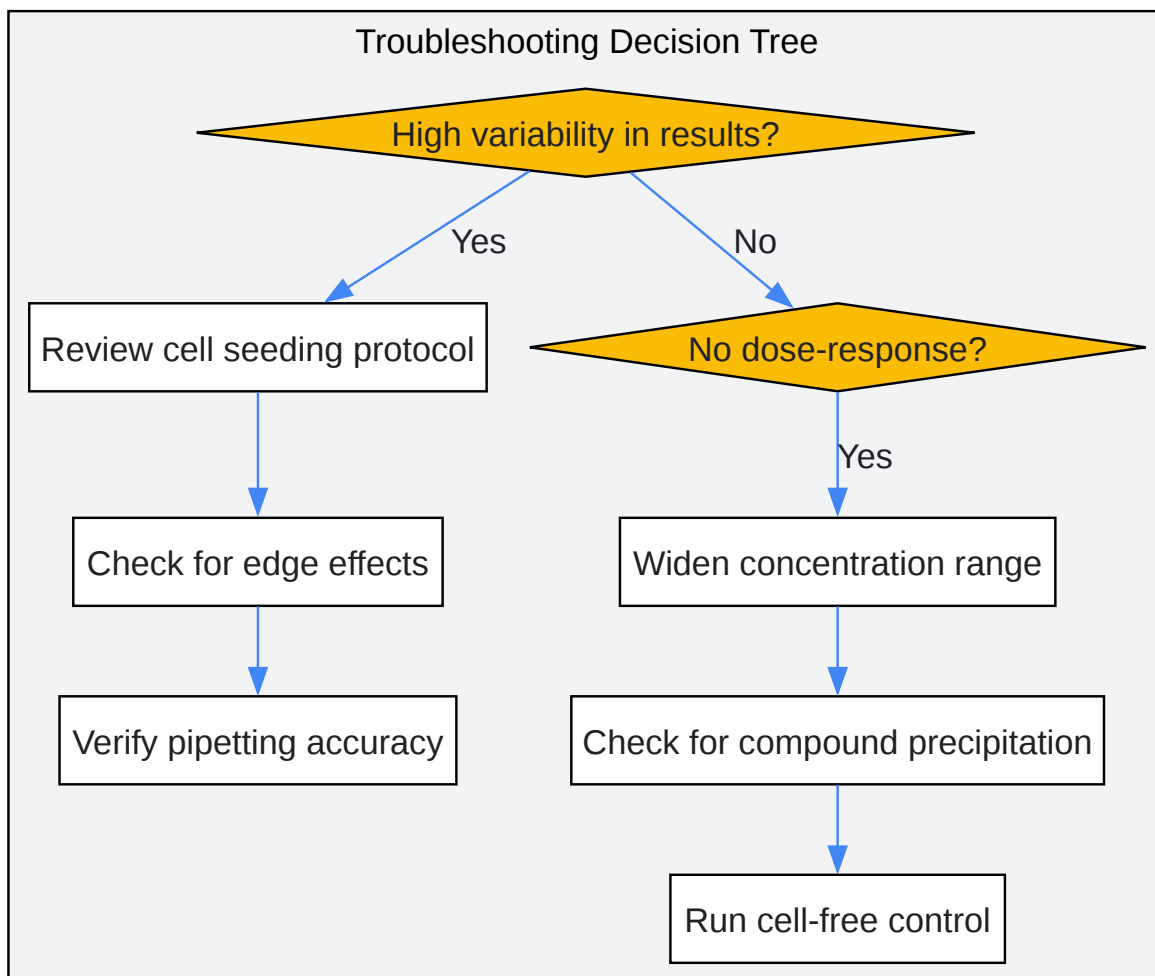 Troubleshooting Decision Tree
High variability in results?
Yes
No
Review cell seeding protocol
No dose-response?
Yes
Check for edge effects
Widen concentration range
Verify pipetting accuracy
Check for compound precipitation
Run cell-free control